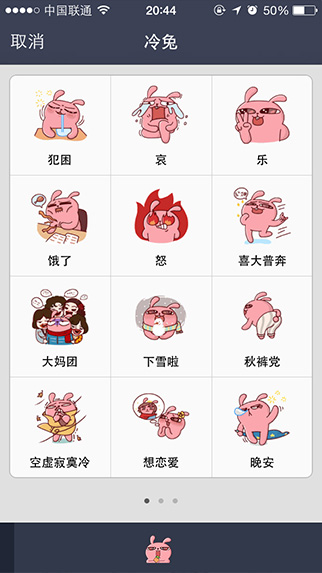 中国联通 20:44 50%
取消 冷兔
犯困 哀 乐
饿了 怒 喜大普奔
大妈团 下雪啦 秋裤党
空虚寂寞冷 想恋爱 晚安